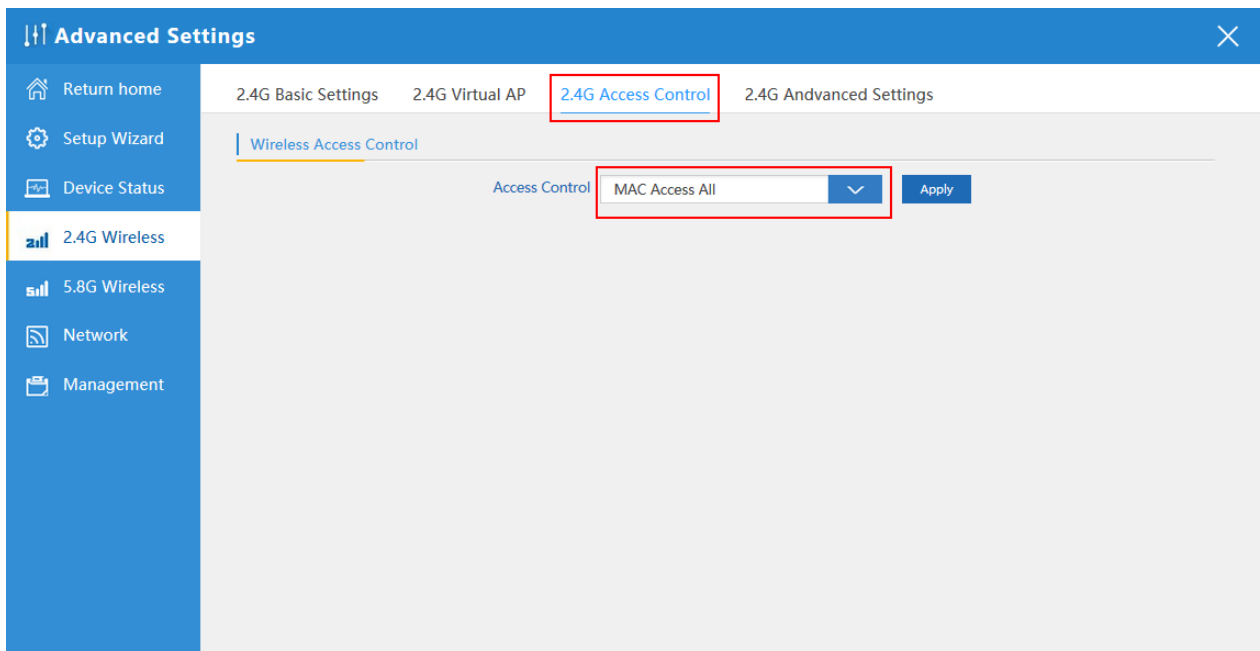 Advanced Settings
Return home
Setup Wizard
Device Status
2.4G Wireless
5.8G Wireless
Network
Management
2.4G Basic Settings 2.4G Virtual AP 2.4G Access Control 2.4G Andvanced Settings
Wireless Access Control
Access Control MAC Access All Apply